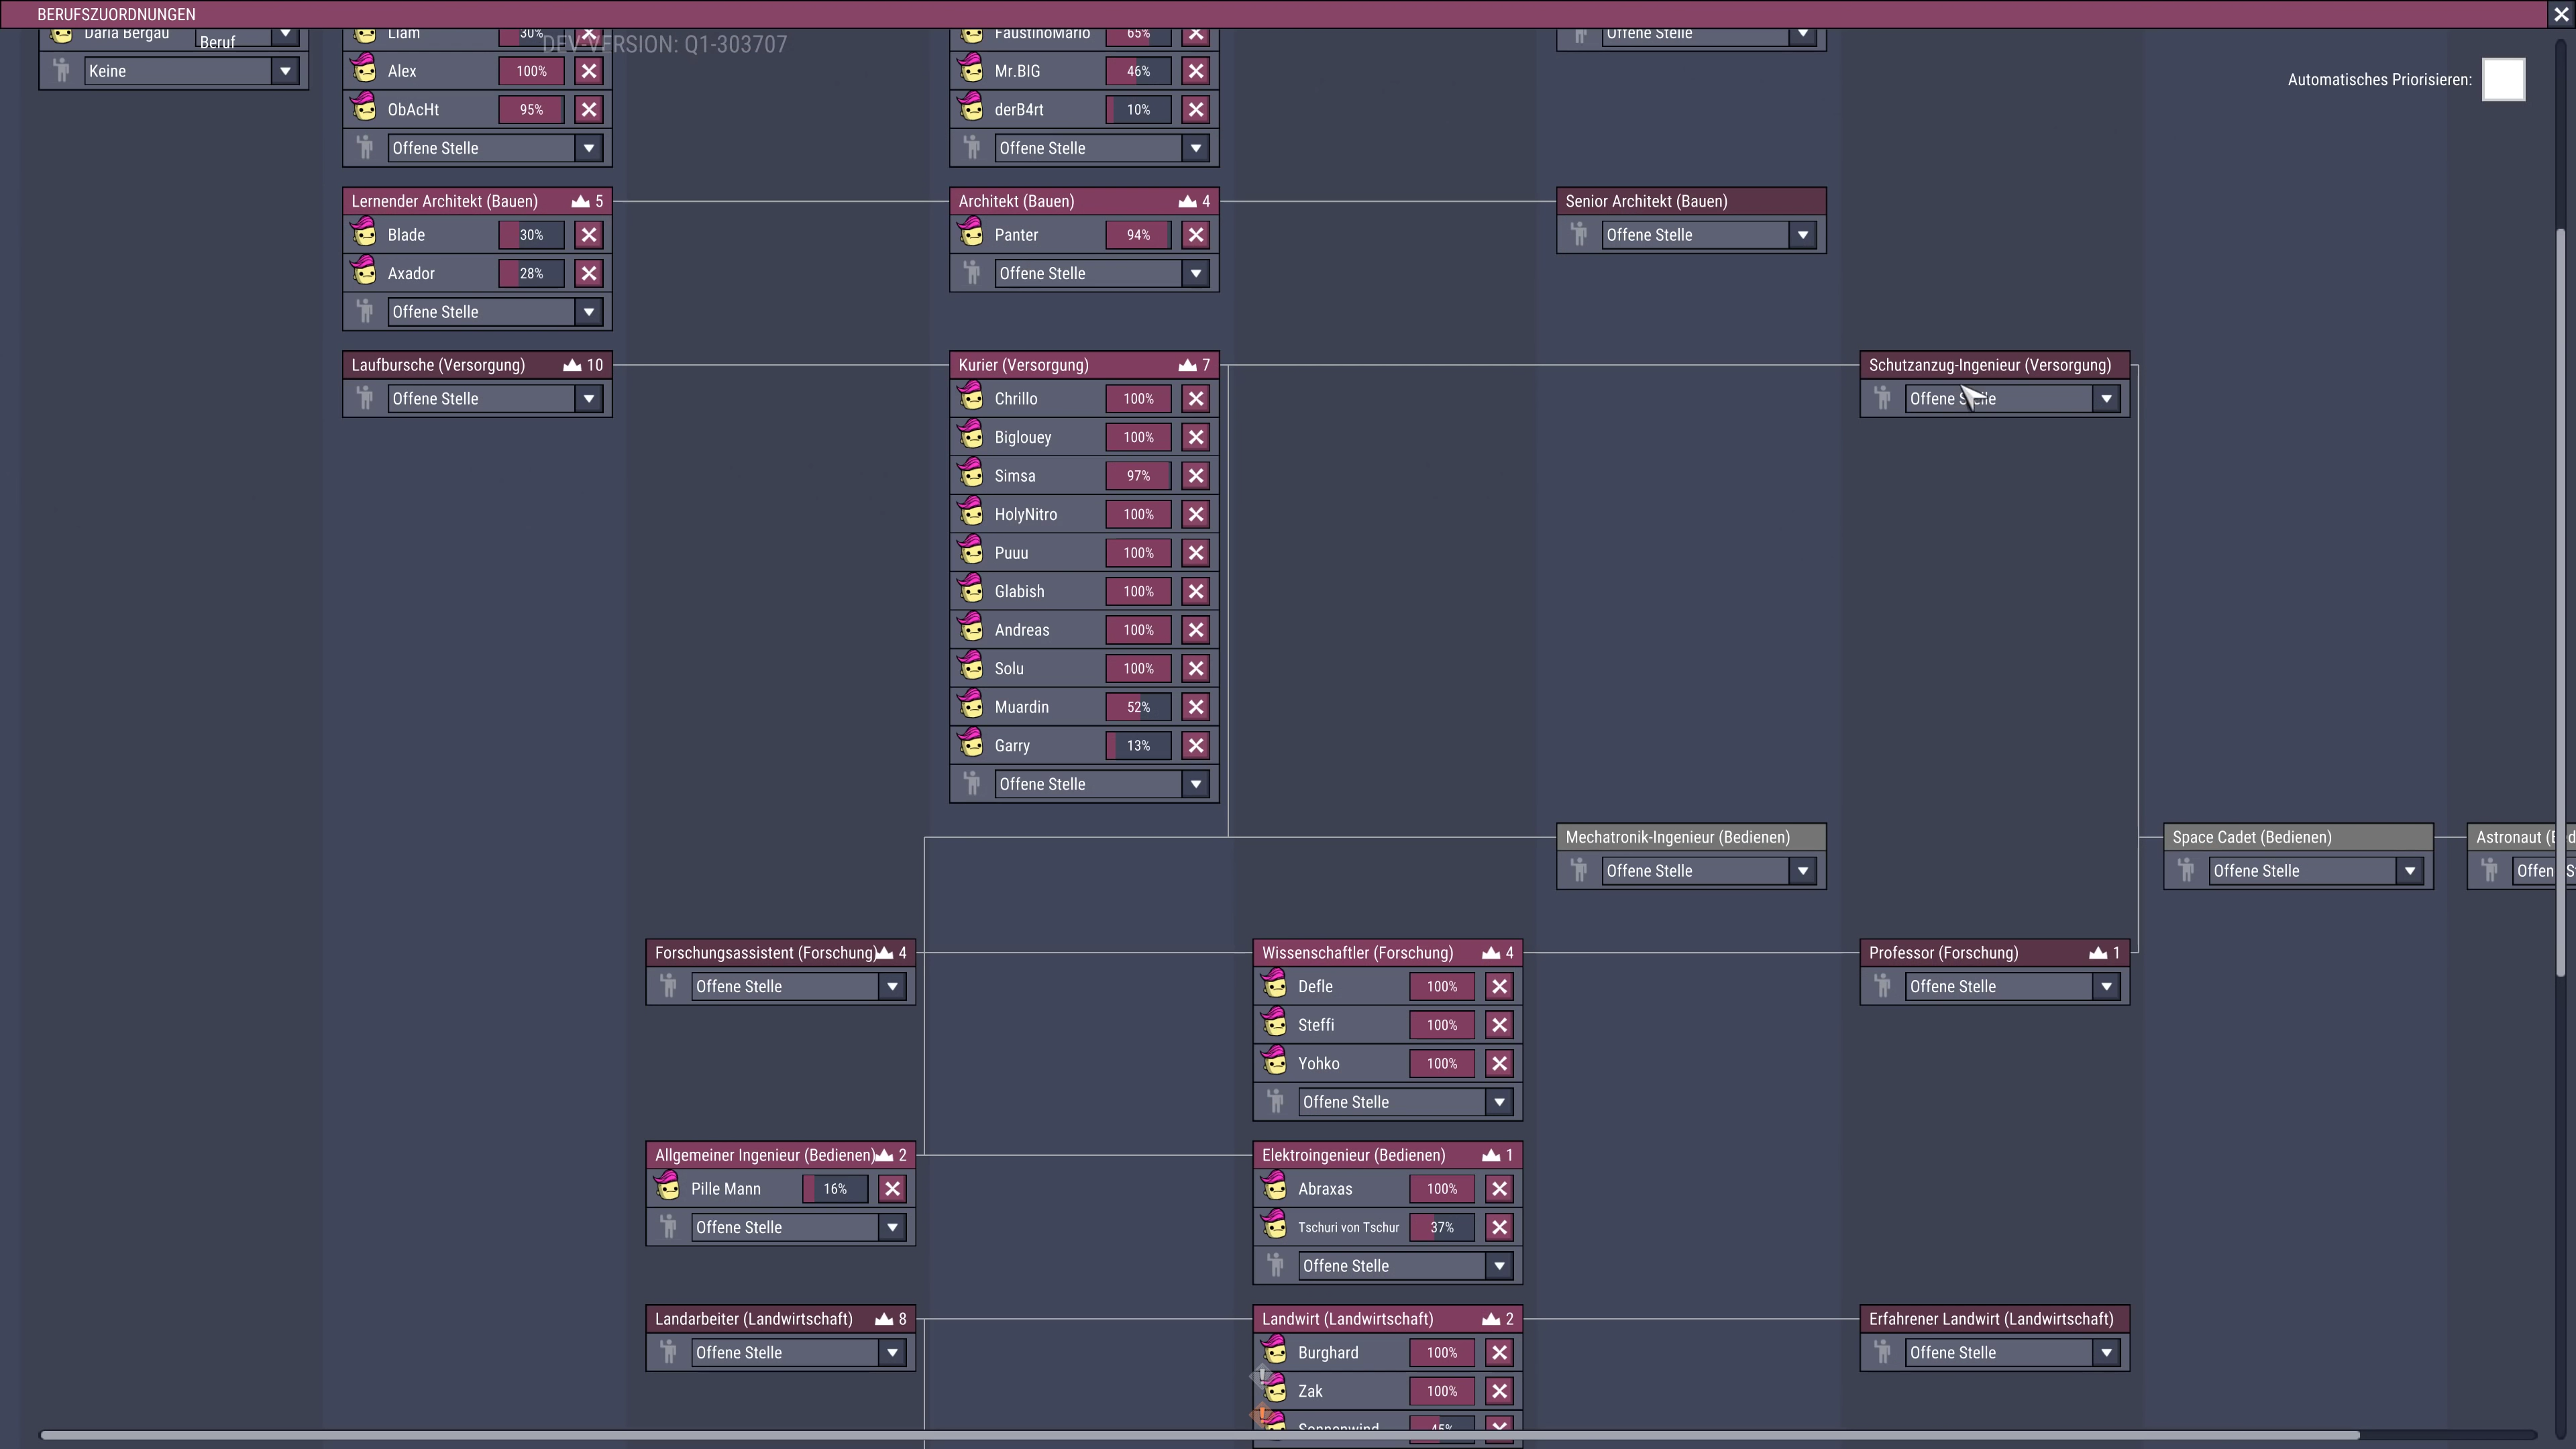 BERUFSZUORDNUNGEN
Daria Bergau
Beruf
Keine
Liam 30%
Alex 100%
ObAcHt 95%
Offene Stelle
DEV-VERSION: Q1-303707
FaustinoMario 65%
Mr.BIG 46%
derB4rt 10%
Offene Stelle
Offene Stelle
Automatisches Priorisieren:
Lernender Architekt (Bauen) 5
Blade 30%
Axador 28%
Offene Stelle
Architekt (Bauen) 4
Panter 94%
Offene Stelle
Senior Architekt (Bauen)
Offene Stelle
Laufbursche (Versorgung) 10
Offene Stelle
Kurier (Versorgung) 7
Chrillo 100%
Biglouey 100%
Simsa 97%
HolyNitro 100%
Puuu 100%
Glabish 100%
Andreas 100%
Solu 100%
Muardin 52%
Garry 13%
Offene Stelle
Schutzanzug-Ingenieur (Versorgung)
Offene Stelle
Mechatronik-Ingenieur (Bedienen)
Offene Stelle
Space Cadet (Bedienen)
Offene Stelle
Astronaut
Forschungsassistent (Forschung) 4
Offene Stelle
Wissenschaftler (Forschung) 4
Defle 100%
Steffi 100%
Yohko 100%
Offene Stelle
Professor (Forschung) 1
Offene Stelle
Allgemeiner Ingenieur (Bedienen) 2
Pille Mann 16%
Offene Stelle
Elektroingenieur (Bedienen) 1
Abraxas 100%
Tschuri von Tschur 37%
Offene Stelle
Landarbeiter (Landwirtschaft) 8
Offene Stelle
Landwirt (Landwirtschaft) 2
Burghard 100%
Zak 100%
Sonnenwind 45%
Erfahrener Landwirt (Landwirtschaft)
Offene Stelle